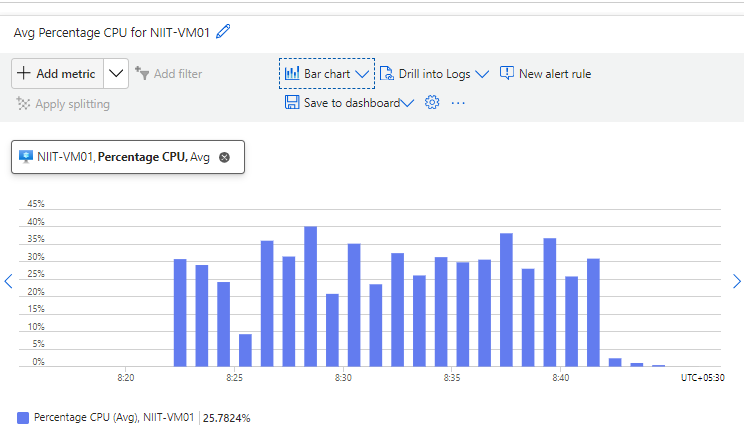 Avg Percentage CPU for NIIT-VM01
Add metric Add filter Bar chart Drill into Logs New alert rule
Apply splitting Save to dashboard ...
NIIT-VM01, Percentage CPU, Avg
45%
40%
35%
30%
25%
20%
15%
10%
5%
0%
8:20 8:25 8:30 8:35 8:40 UTC+05:30
Percentage CPU (Avg), NIIT-VM01 25.7824%